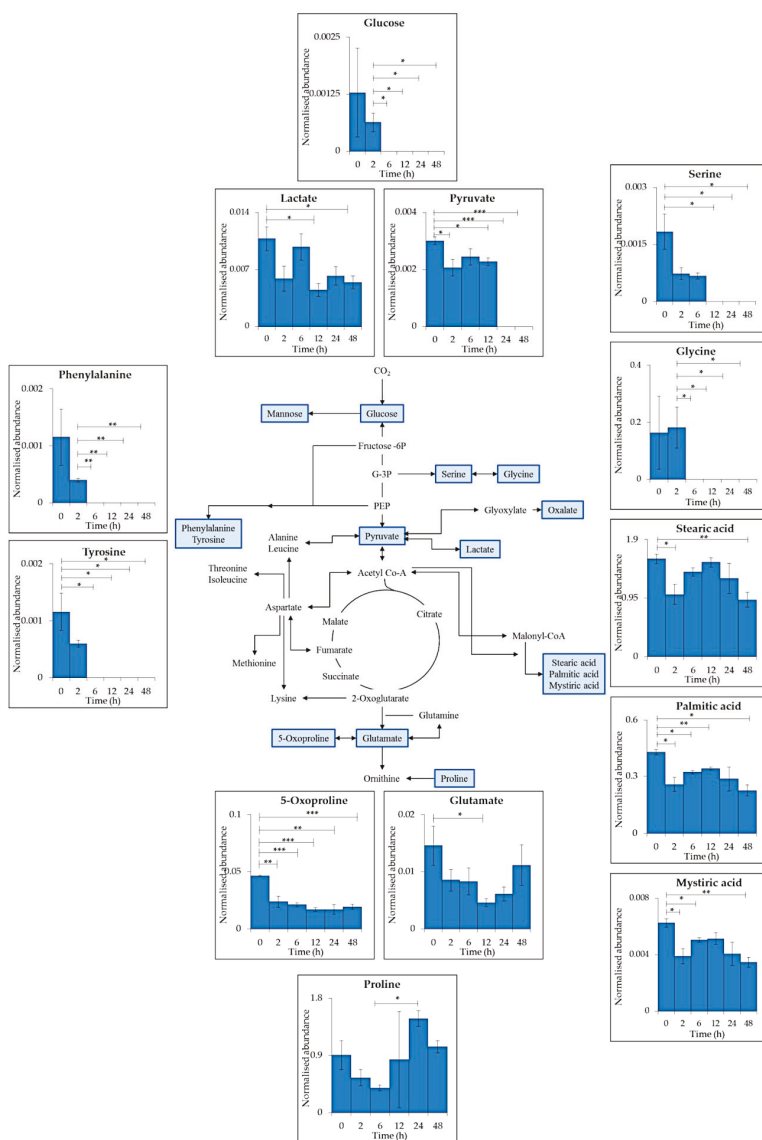 Glucose
Normalised abundance
0.0025
0.00125
0
* 
*
*
*
0 2 6 12 24 48
Time (h)
Lactate
Normalised abundance
0.014
0.007
0
*
*
0 2 6 12 24 48
Time (h)
Pyruvate
Normalised abundance
0.004
0.002
0
***
***
*
*
0 2 6 12 24 48
Time (h)
Serine
Normalised abundance
0.003
0.0015
0
*
*
*
0 2 6 12 24 48
Time (h)
Phenylalanine
Normalised abundance
0.002
0.001
0
**
**
**
**
0 2 6 12 24 48
Time (h)
Glycine
Normalised abundance
0.4
0.2
0
*
*
*
*
0 2 6 12 24 48
Time (h)
Tyrosine
Normalised abundance
0.002
0.001
0
*
*
*
*
0 2 6 12 24 48
Time (h)
CO2
Mannose
Glucose
Fructose -6P
G-3P
Serine
Glycine
PEP
Phenylalanine
Tyrosine
Glyoxylate
Oxalate
Alanine
Leucine
Pyruvate
Lactate
Threonine
Isoleucine
Acetyl Co-A
Aspartate
Malate
Citrate
Fumarate
Malonyl-CoA
Methionine
Succinate
Stearic acid
Palmitic acid
Mystiric acid
Lysine
2-Oxoglutarate
Glutamine
5-Oxoproline
Glutamate
Ornithine
Proline
Stearic acid
Normalised abundance
1.9
0.95
0
**
*
0 2 6 12 24 48
Time (h)
Palmitic acid
Normalised abundance
0.6
0.3
0
*
**
*
*
0 2 6 12 24 48
Time (h)
5-Oxoproline
Normalised abundance
0.1
0.05
0
***
**
***
***
**
0 2 6 12 24 48
Time (h)
Glutamate
Normalised abundance
0.02
0.01
0
*
0 2 6 12 24 48
Time (h)
Mystiric acid
Normalised abundance
0.008
0.004
0
**
*
*
0 2 6 12 24 48
Time (h)
Proline
Normalised abundance
1.8
0.9
0
*
0 2 6 12 24 48
Time (h)